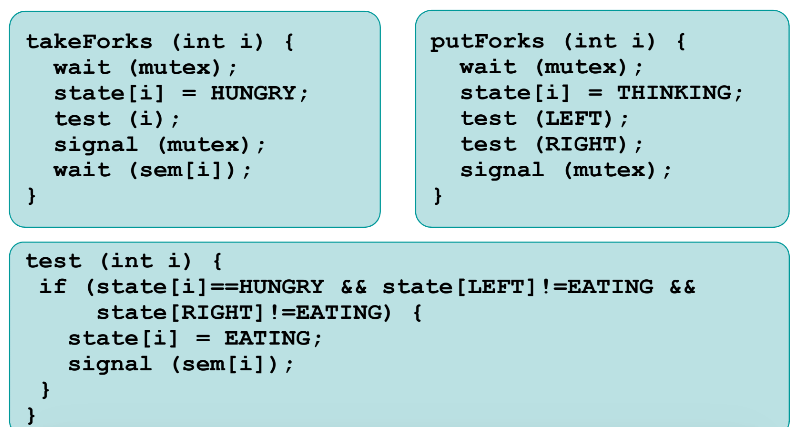 takeForks (int i) {
  wait (mutex);
  state[i] = HUNGRY;
  test (i);
  signal (mutex);
  wait (sem[i]);
}
putForks (int i) {
  wait (mutex);
  state[i] = THINKING;
  test (LEFT);
  test (RIGHT);
  signal (mutex);
}
test (int i) {
 if (state[i]==HUNGRY && state[LEFT]!=EATING &&
     state[RIGHT]!=EATING) {
   state[i] = EATING;
   signal (sem[i]);
 }
}